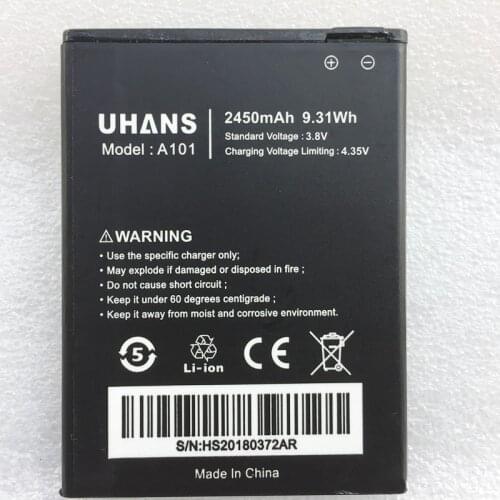 ⊕ ⊖
UHANS
Model : A101
2450mAh 9.31Wh
Standard Voltage : 3.8V
Charging Voltage Limiting : 4.35V
⚠WARNING
• Use the specific charger only;
• May explode if damaged or disposed in fire ;
• Do not cause short circuit ;
• Keep it under 60 degrees centigrade ;
• Keep it away from moist and corrosive environment.
5
Li-ion
CE
S/N:HS20180372AR
Made In China